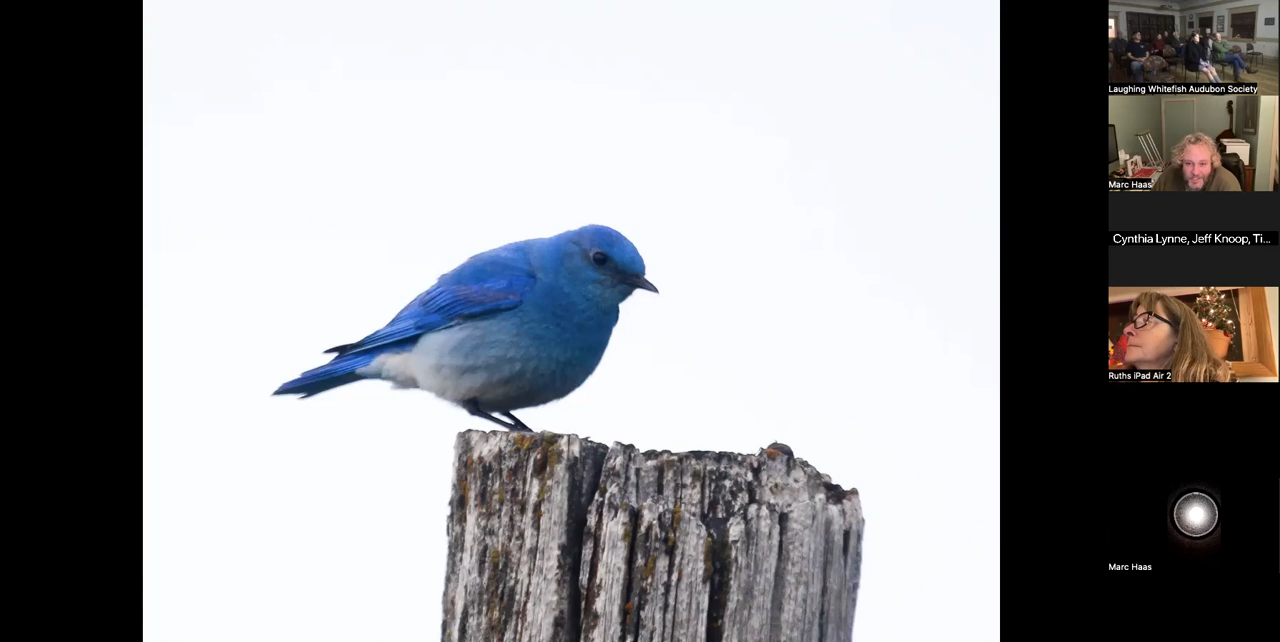 Laughing Whitefish Audubon Society
Marc Haas
Cynthia Lynne, Jeff Knoop, Ti...
Ruths iPad Air 2
Marc Haas